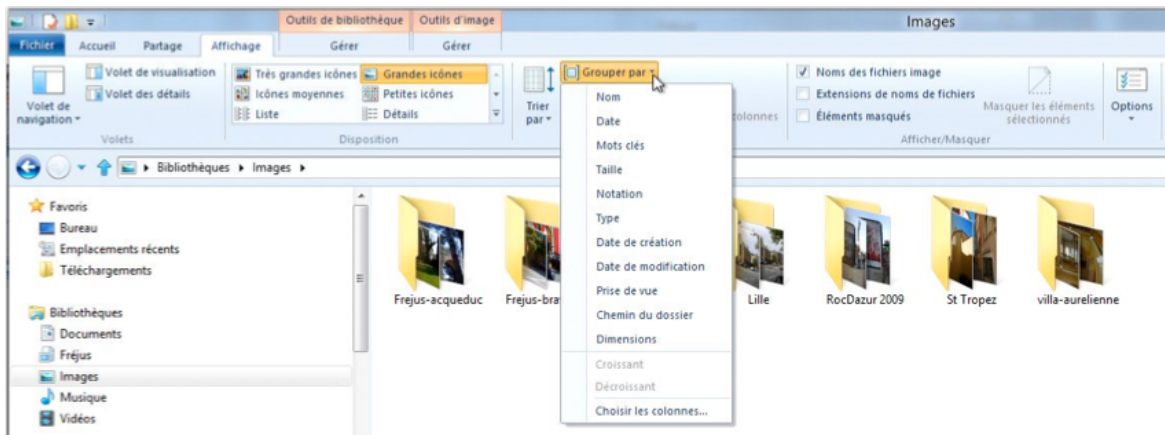 Outils de bibliothèque Outils d'image Images
Fichier Accueil Partage Affichage Gérer Gérer
Volet de navigation
Volet de visualisation
Volet des détails
Volets
Très grandes icônes Grandes icônes
Icônes moyennes Petites icônes
Liste Détails
Disposition
Trier par
Grouper par
Nom
Date
Mots clés
Taille
Notation
Type
Date de création
Date de modification
Prise de vue
Chemin du dossier
Dimensions
Croissant
Décroissant
Choisir les colonnes...
colonnes
Noms des fichiers image
Extensions de noms de fichiers
Éléments masqués
Masquer les éléments
sélectionnés
Afficher/Masquer
Options
Bibliothèques Images
Favoris
Bureau
Emplacements récents
Téléchargements
Bibliothèques
Documents
Fréjus
Images
Musique
Vidéos
Frejus-acqueduc Frejus-bra Lille RocDazur 2009 St Tropez villa-aurelienne